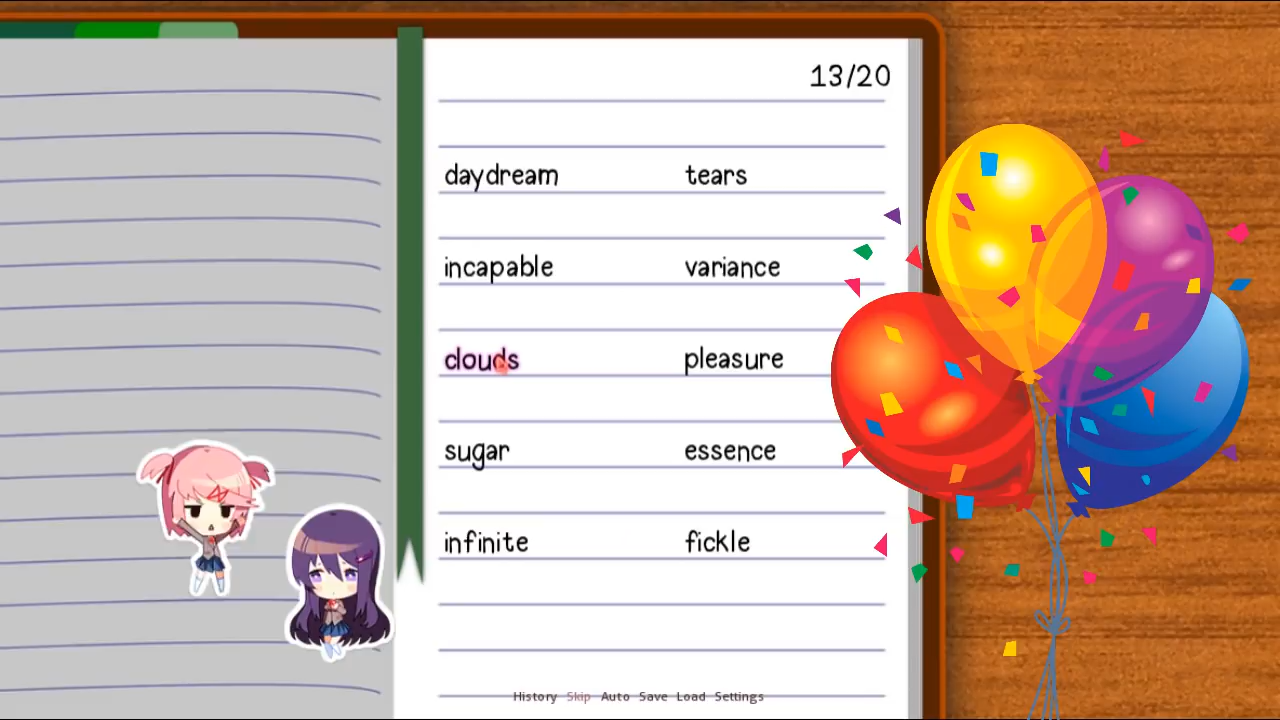 13/20
daydream tears
incapable variance
clouds pleasure
sugar essence
infinite fickle
History Skip Auto Save Load Settings